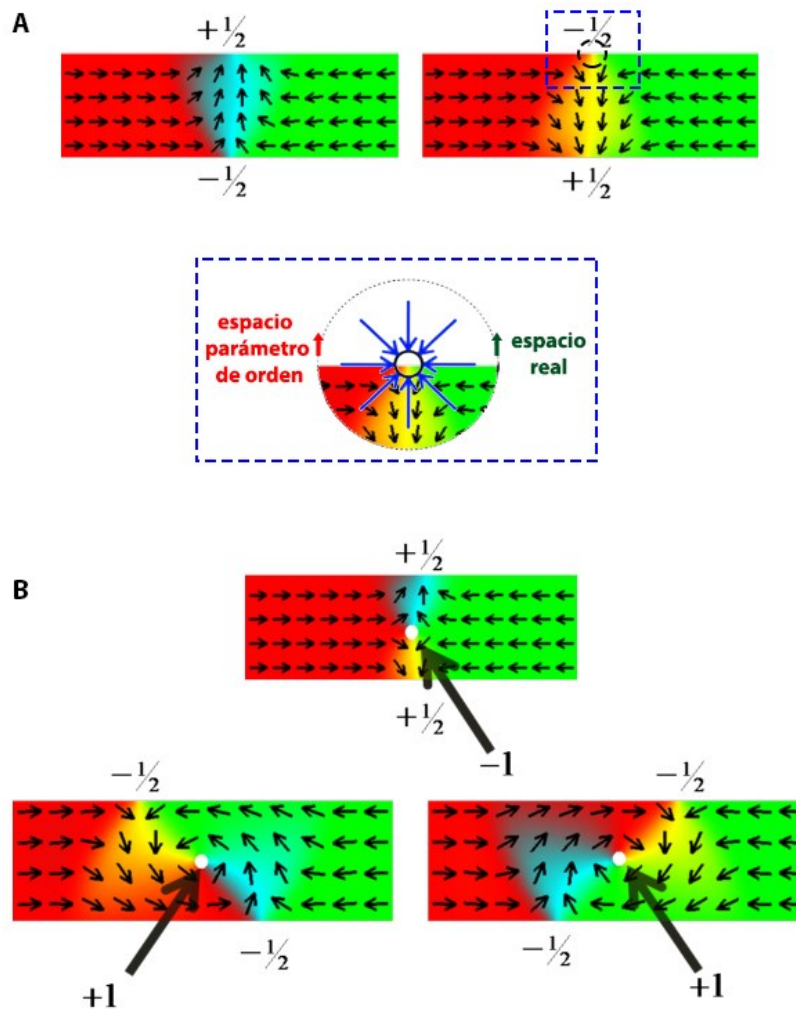 A
+½
−½
−½
+½
espacio
parámetro
de orden
espacio
real
B
+½
+½
−1
−½
−½
+1
−½
−½
+1